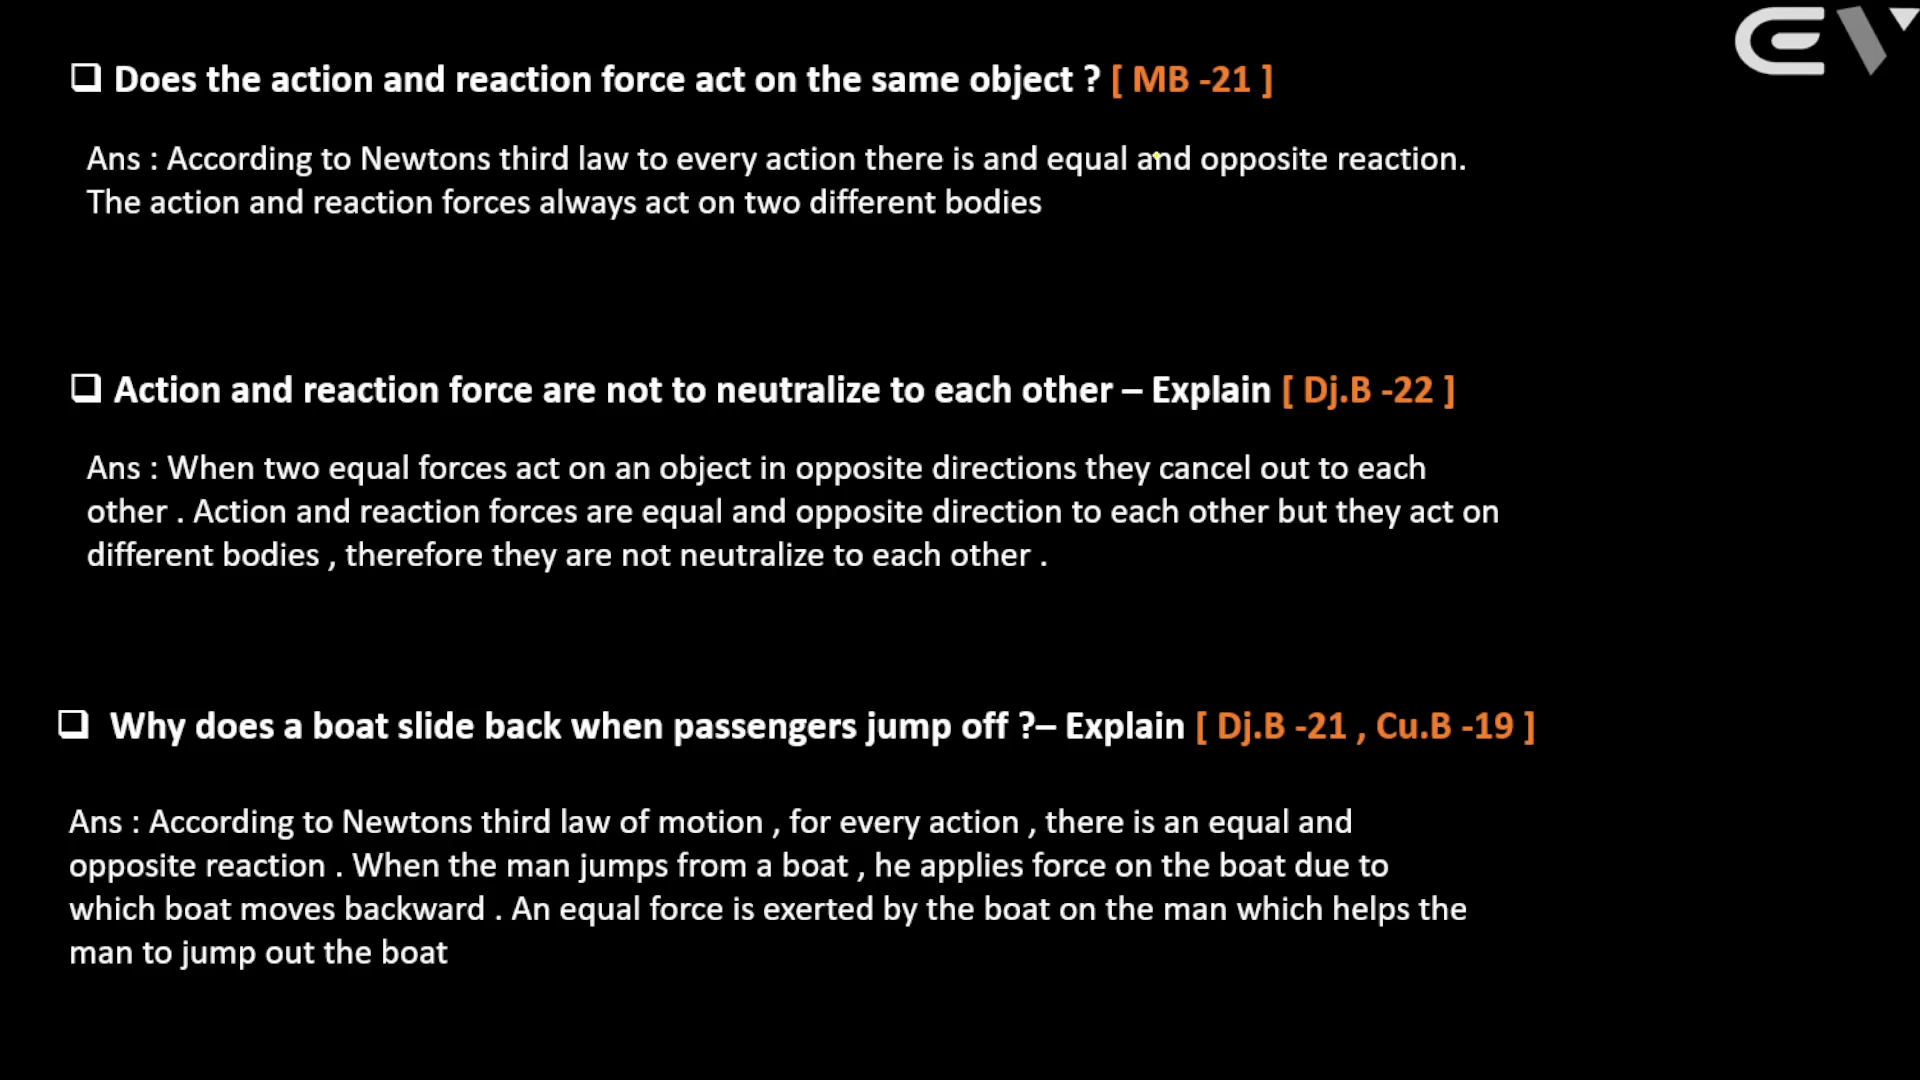 EV
Does the action and reaction force act on the same object ? [ MB -21 ]
Ans : According to Newtons third law to every action there is and equal and opposite reaction.
The action and reaction forces always act on two different bodies
Action and reaction force are not to neutralize to each other – Explain [ Dj.B -22 ]
Ans : When two equal forces act on an object in opposite directions they cancel out to each
other . Action and reaction forces are equal and opposite direction to each other but they act on
different bodies , therefore they are not neutralize to each other .
Why does a boat slide back when passengers jump off ?– Explain [ Dj.B -21 , Cu.B -19 ]
Ans : According to Newtons third law of motion , for every action , there is an equal and
opposite reaction . When the man jumps from a boat , he applies force on the boat due to
which boat moves backward . An equal force is exerted by the boat on the man which helps the
man to jump out the boat